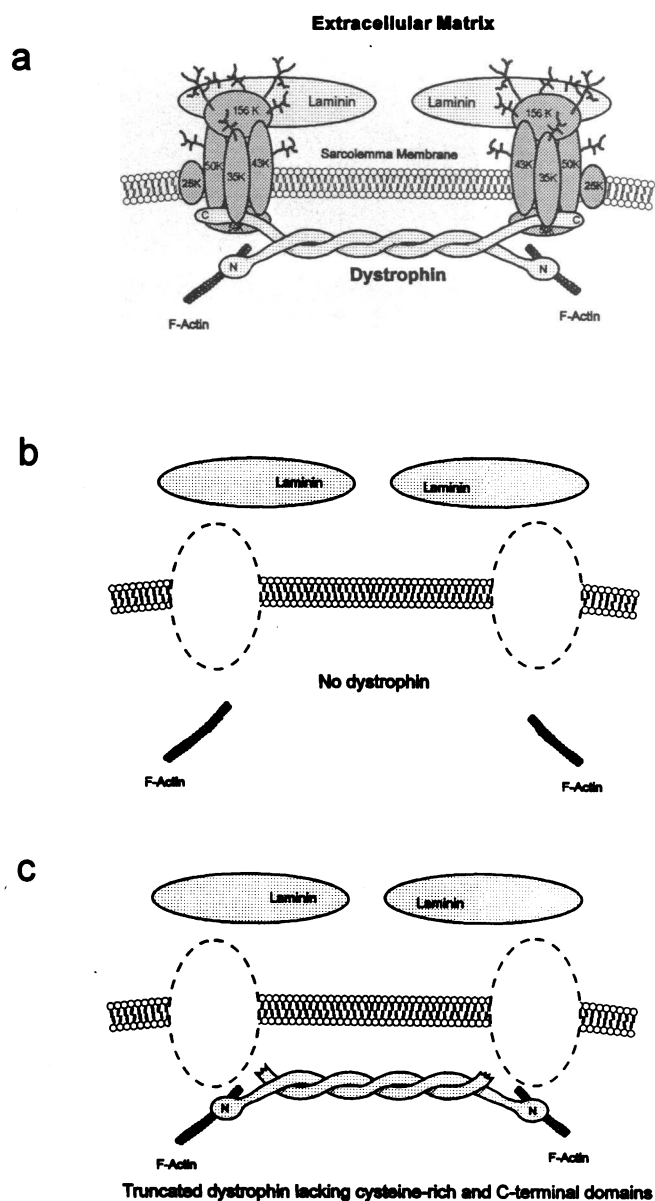 Extracellular Matrix
a
156 K
Laminin
Laminin
156 K
Sarcolemma Membrane
25K
50K
35K
43K
43K
35K
50K
25K
C
C
N
Dystrophin
N
F-Actin
F-Actin
b
Laminin
Laminin
No dystrophin
F-Actin
F-Actin
c
Laminin
Laminin
N
N
F-Actin
F-Actin
Truncated dystrophin lacking cysteine-rich and C-terminal domains